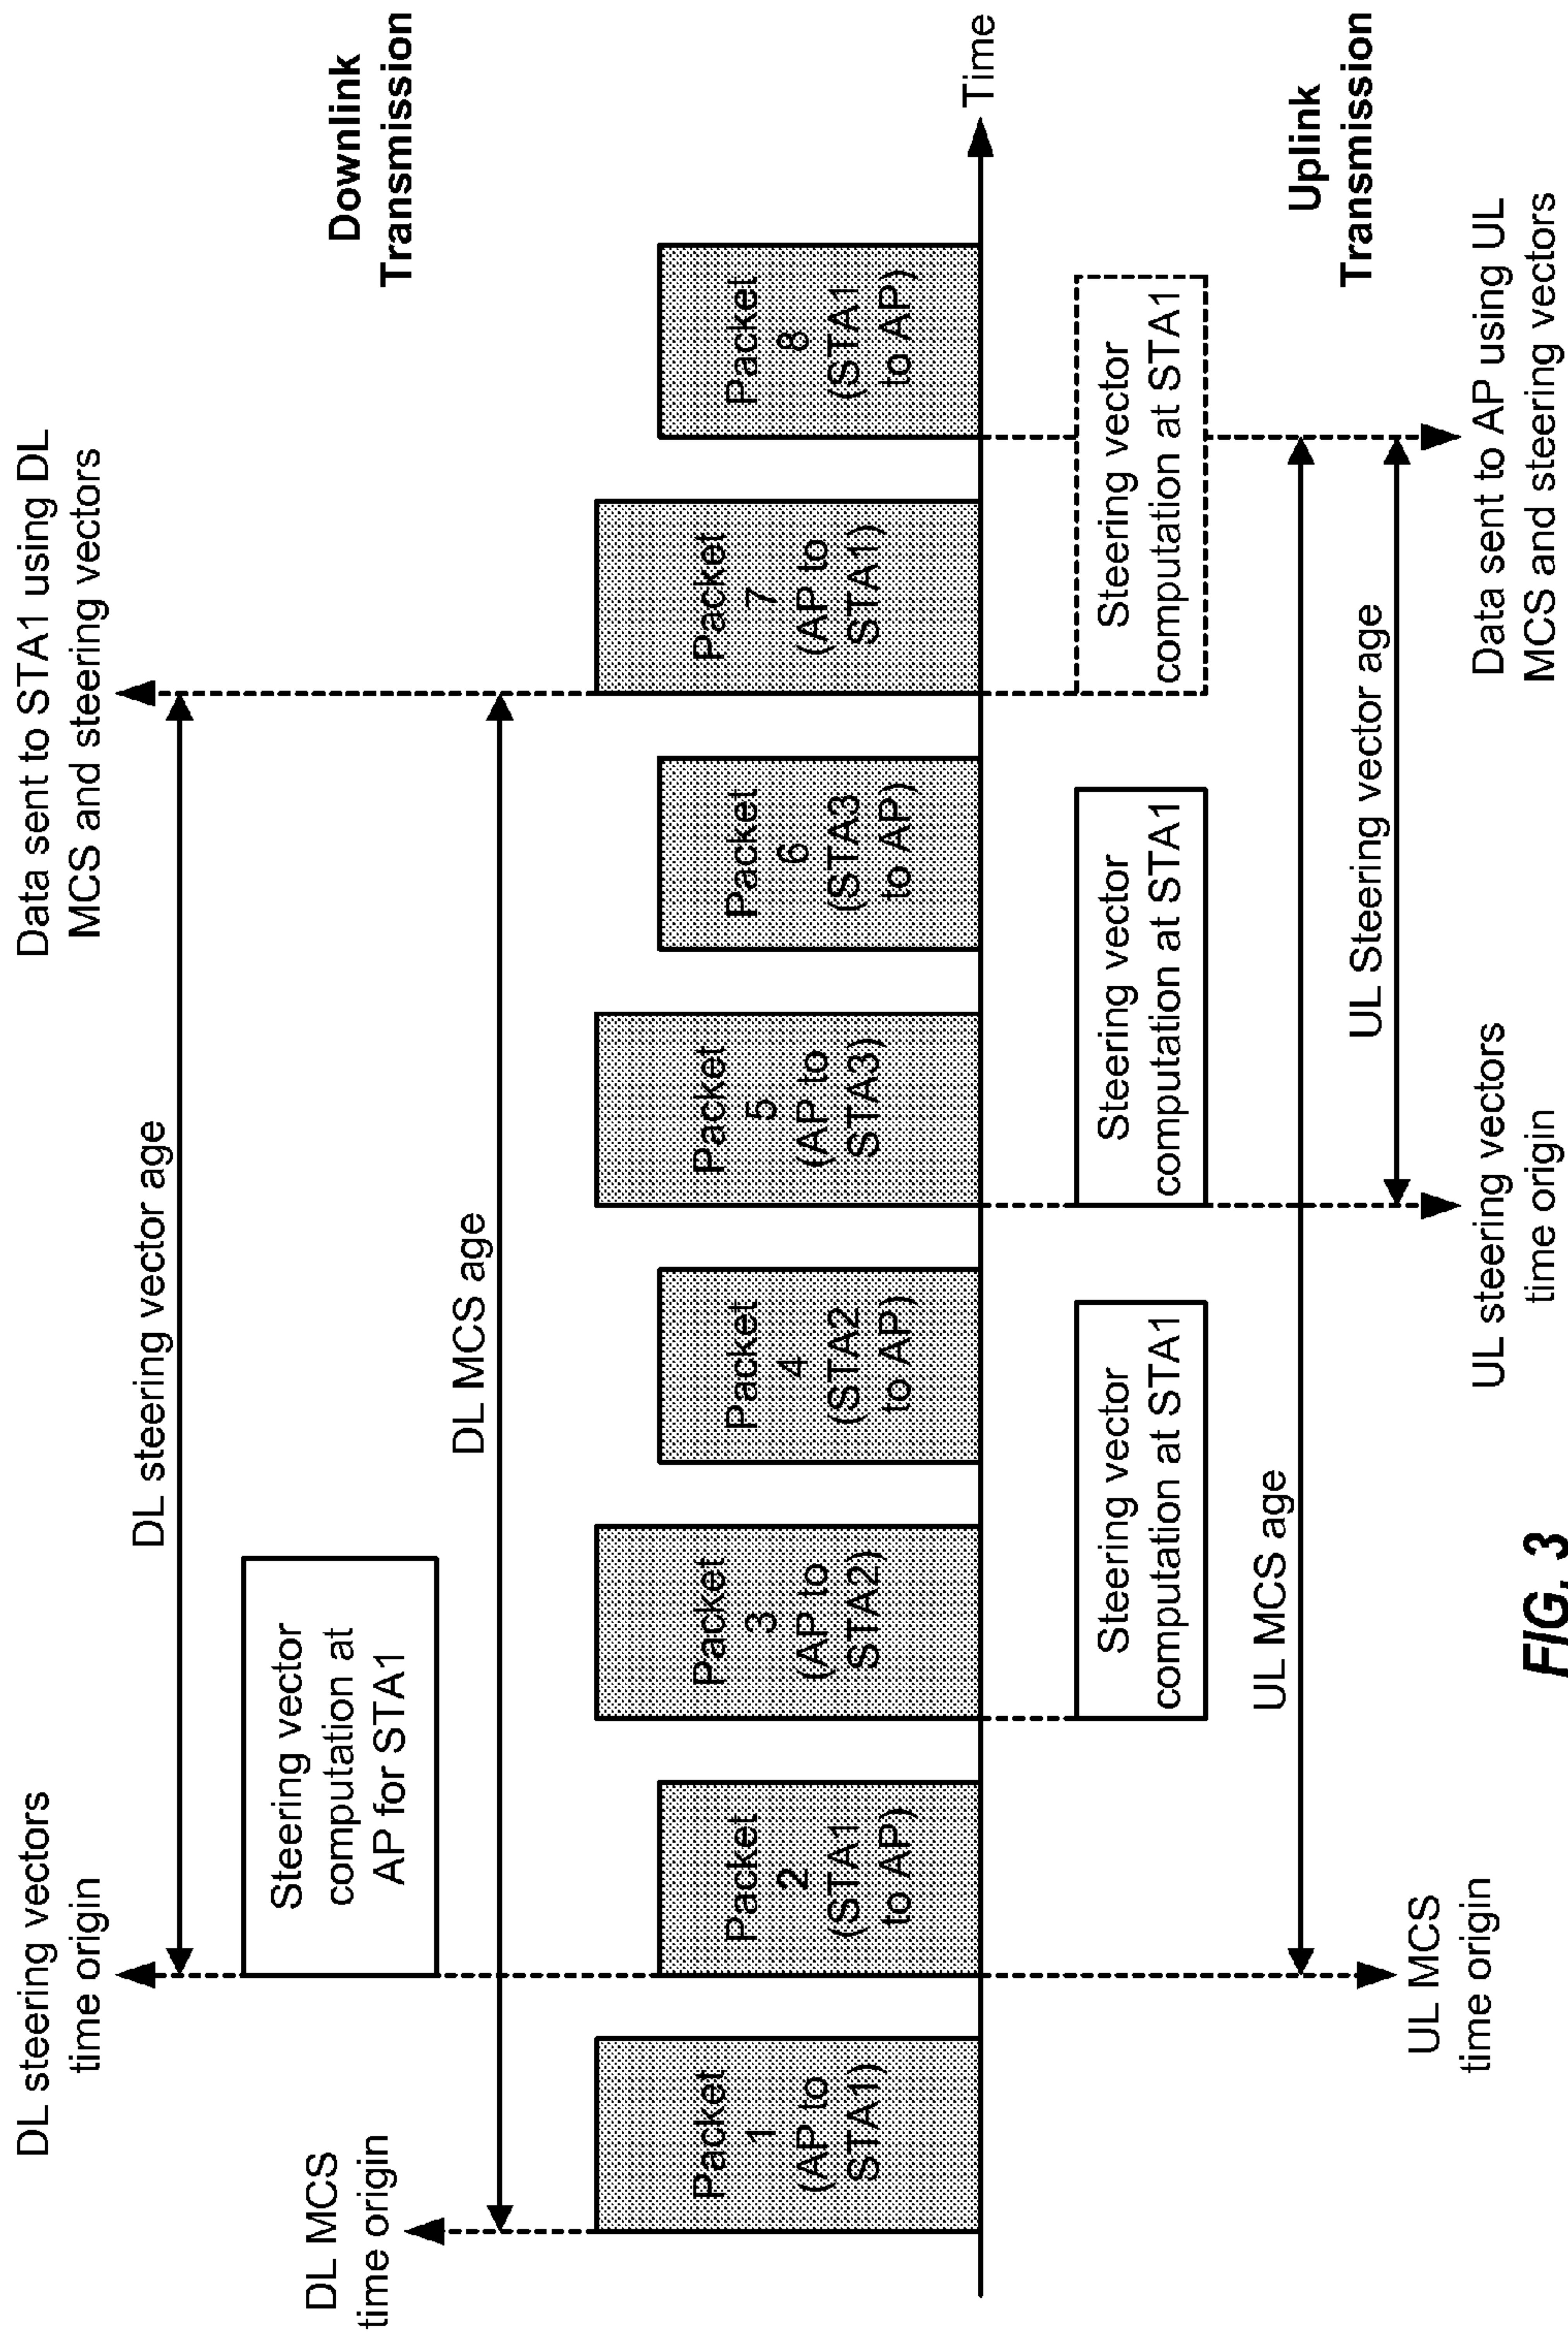 DL steering vectors
time origin
Data sent to STA1 using DL
MCS and steering vectors
DL steering vector age
Downlink
Transmission
DL MCS
time origin
Steering vector
computation at
AP for STA1
DL MCS age
Packet
1
(AP to
STA1)
Packet
2
(STA1
to AP)
Packet
3
(AP to
STA2)
Packet
4
(STA2
to AP)
Packet
5
(AP to
STA3)
Packet
6
(STA3
to AP)
Packet
7
(AP to
STA1)
Packet
8
(STA1
to AP)
Time
Steering vector
computation at STA1
Steering vector
computation at STA1
Steering vector
computation at STA1
UL MCS age
Uplink
Transmission
UL Steering vector age
UL MCS
time origin
UL steering vectors
time origin
Data sent to AP using UL
MCS and steering vectors
FIG. 3